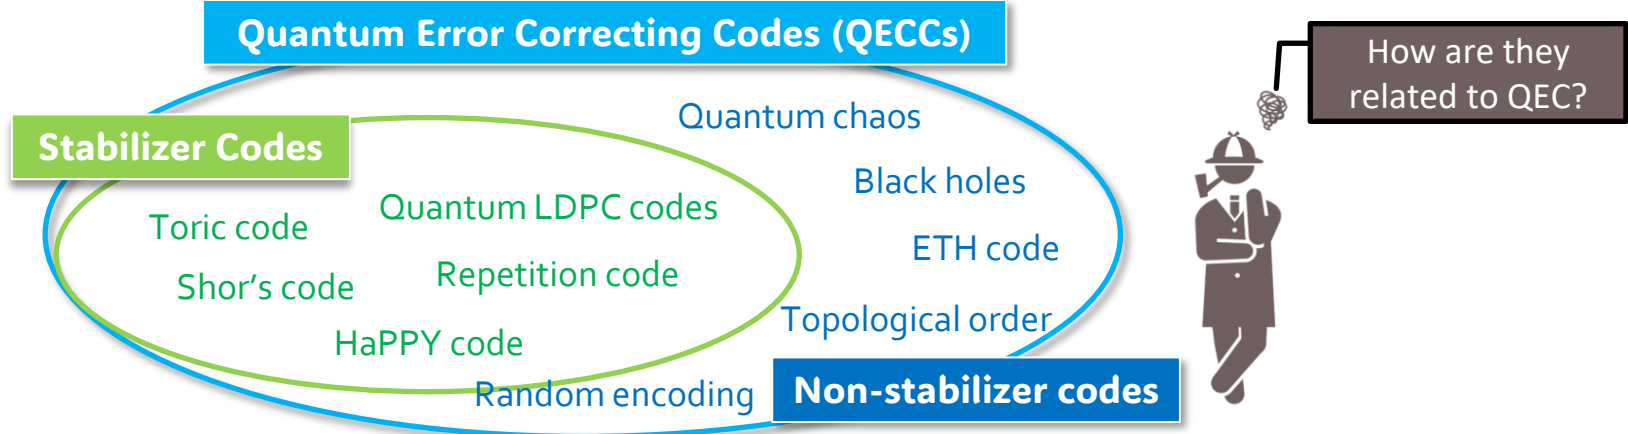 Quantum Error Correcting Codes (QECCs)
How are they
related to QEC?
Stabilizer Codes
Quantum chaos
Black holes
Quantum LDPC codes
Toric code
ETH code
Repetition code
Shor's code
Topological order
HaPPY code
Random encoding
Non-stabilizer codes